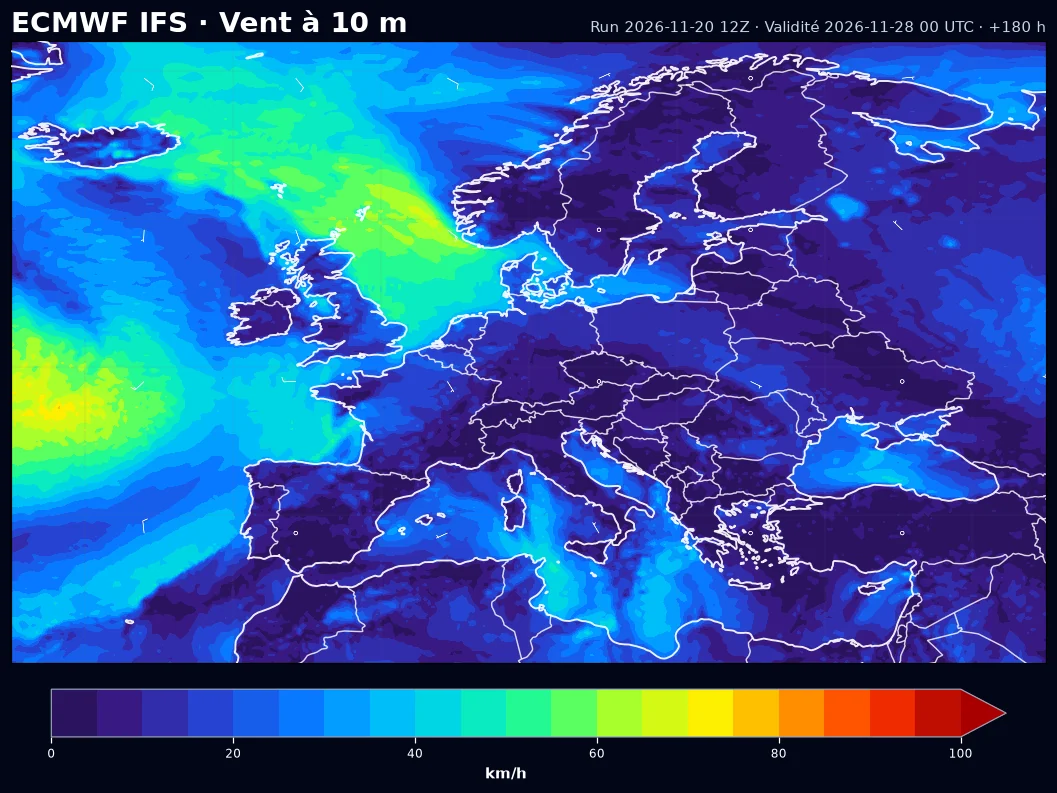 ECMWF IFS · Vent à 10 m
Run 2026-11-20 12Z · Validité 2026-11-28 00 UTC · +180 h
0 20 40 60 80 100
km/h